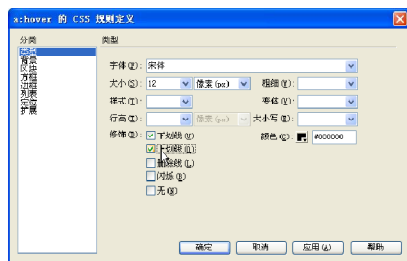 a:hover 的 CSS 规则定义
分类
类型
类型
背景
区块
方框
边框
列表
定位
扩展
字体(F): 宋体
大小(S): 12 像素(px) 粗细(W):
样式(T): 变体(V):
行高(I): 像素(px) 大小写(R):
修饰(D): 下划线(U) 颜色(C): #000000
上划线(O)
删除线(L)
闪烁(B)
无(N)
确定 取消 应用(A) 帮助